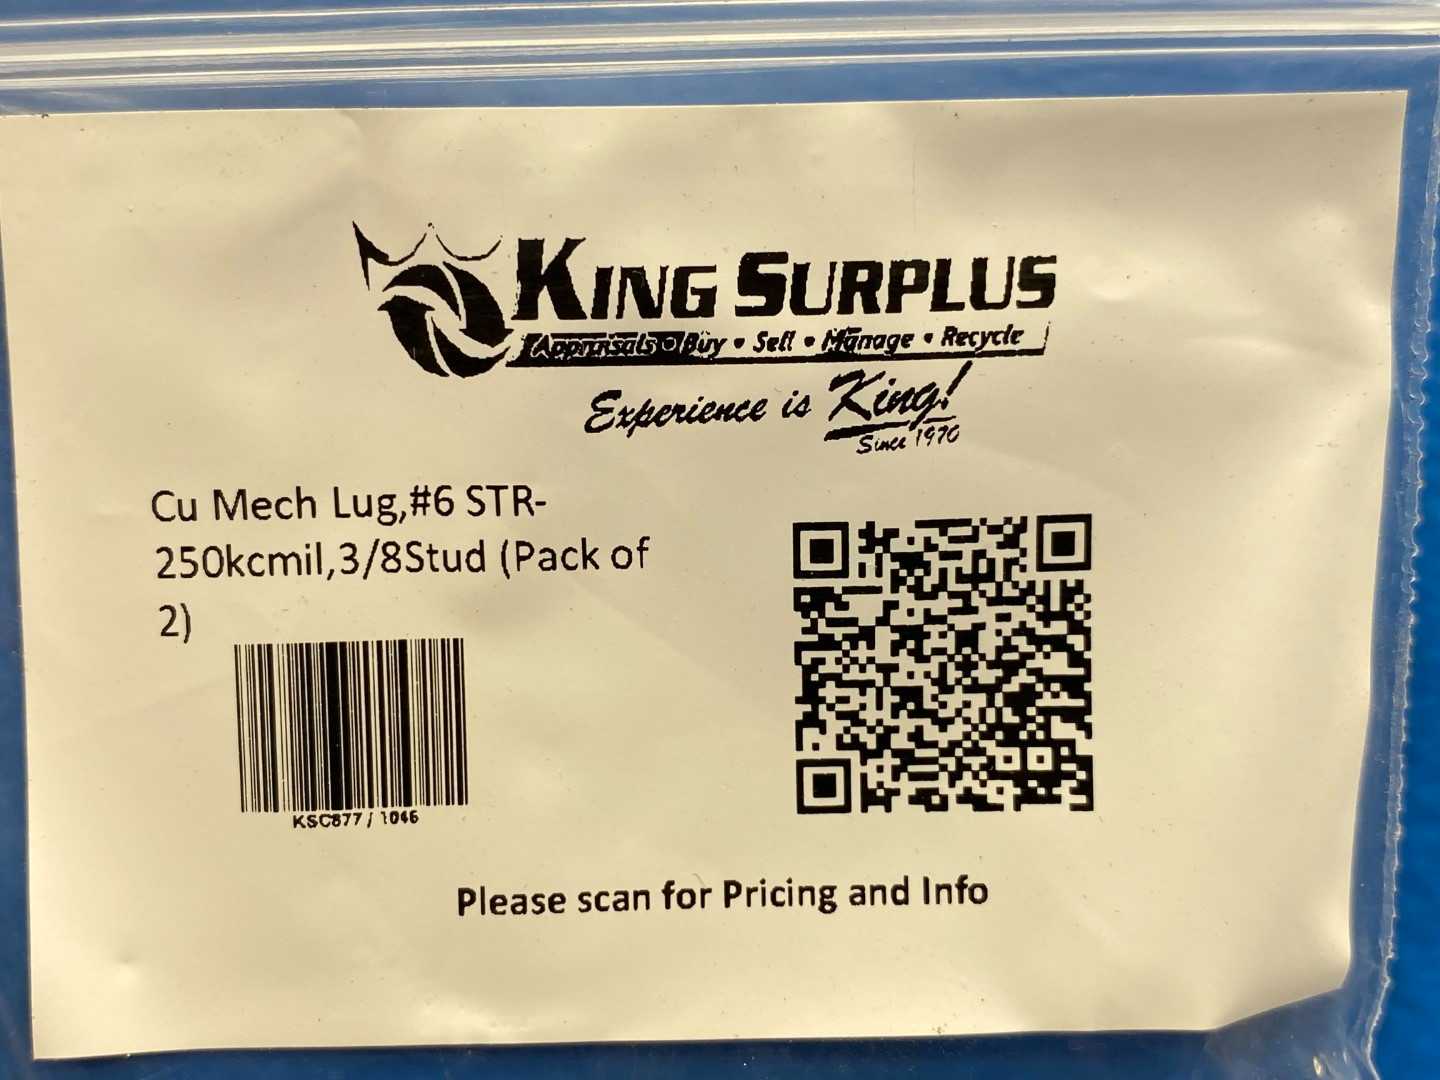 KING SURPLUS
Appraisals • Buy • Sell • Manage • Recycle
Experience is King!
Since 1970
Cu Mech Lug,#6 STR-
250kcmil,3/8Stud (Pack of
2)
KSC877 / 1046
Please scan for Pricing and Info